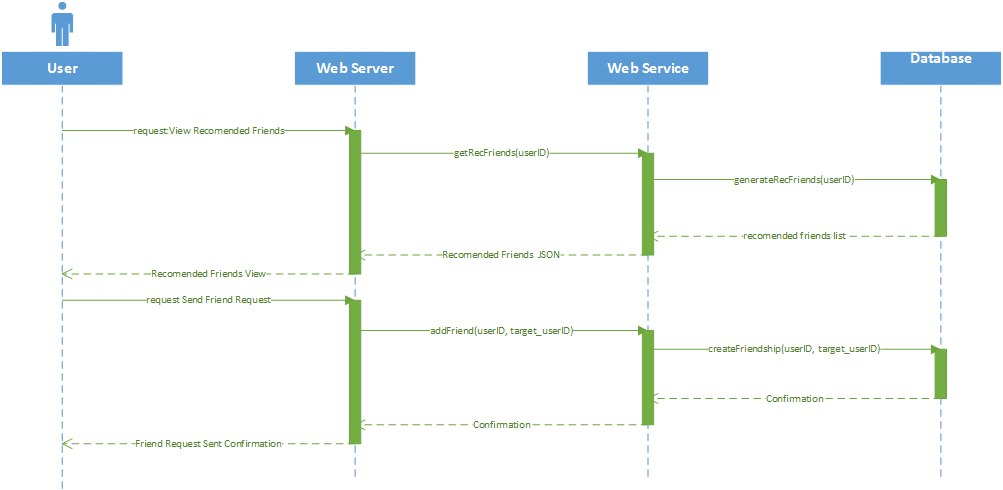 User
Web Server
Web Service
Database
request:View Recomended Friends
getRecFriends(userID)
generateRecFriends(userID)
recomended friends list
Recomended Friends JSON
Recomended Friends View
request Send Friend Request
addFriend(userID, target_userID)
createFriendship(userID, target_userID)
Confirmation
Confirmation
Friend Request Sent Confirmation